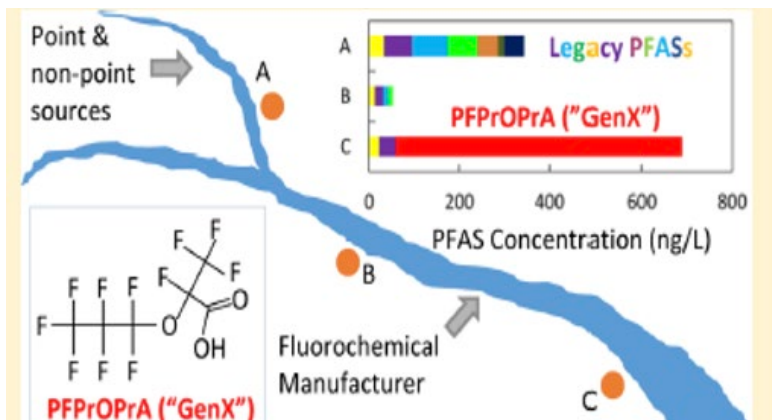 Point &
non-point
sources
A
B
C
A
B
C
Legacy PFASs
PFPrOPrA ("GenX")
0 200 400 600 800
PFAS Concentration (ng/L)
F F
F F
F F F
F O O
OH
F F F
PFPrOPrA ("GenX")
Fluorochemical
Manufacturer